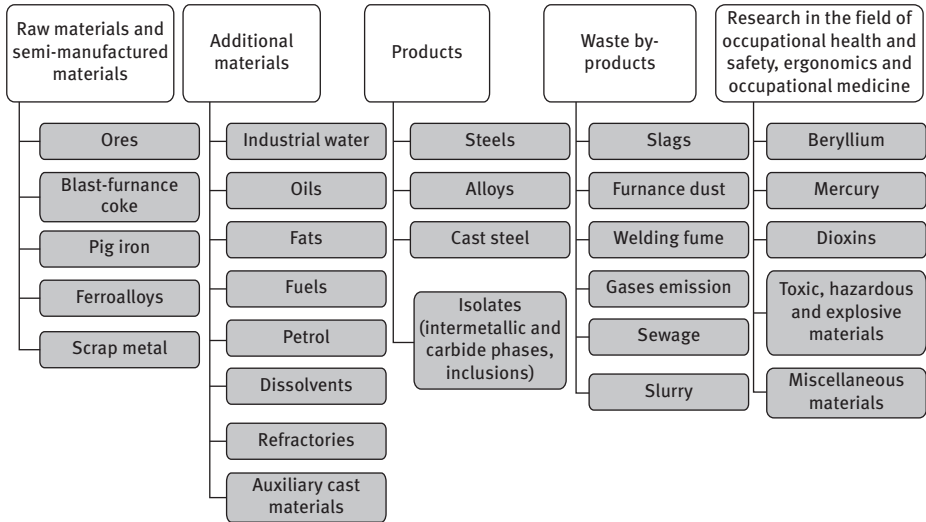 Raw materials and
semi-manufactured
materials
Ores
Blast-furnance
coke
Pig iron
Ferroalloys
Scrap metal
Additional
materials
Industrial water
Oils
Fats
Fuels
Petrol
Dissolvents
Refractories
Auxiliary cast
materials
Products
Steels
Alloys
Cast steel
Isolates
(intermetallic and
carbide phases,
inclusions)
Waste by-
products
Slags
Furnance dust
Welding fume
Gases emission
Sewage
Slurry
Research in the field of
occupational health and
safety, ergonomics and
occupational medicine
Beryllium
Mercury
Dioxins
Toxic, hazardous
and explosive
materials
Miscellaneous
materials